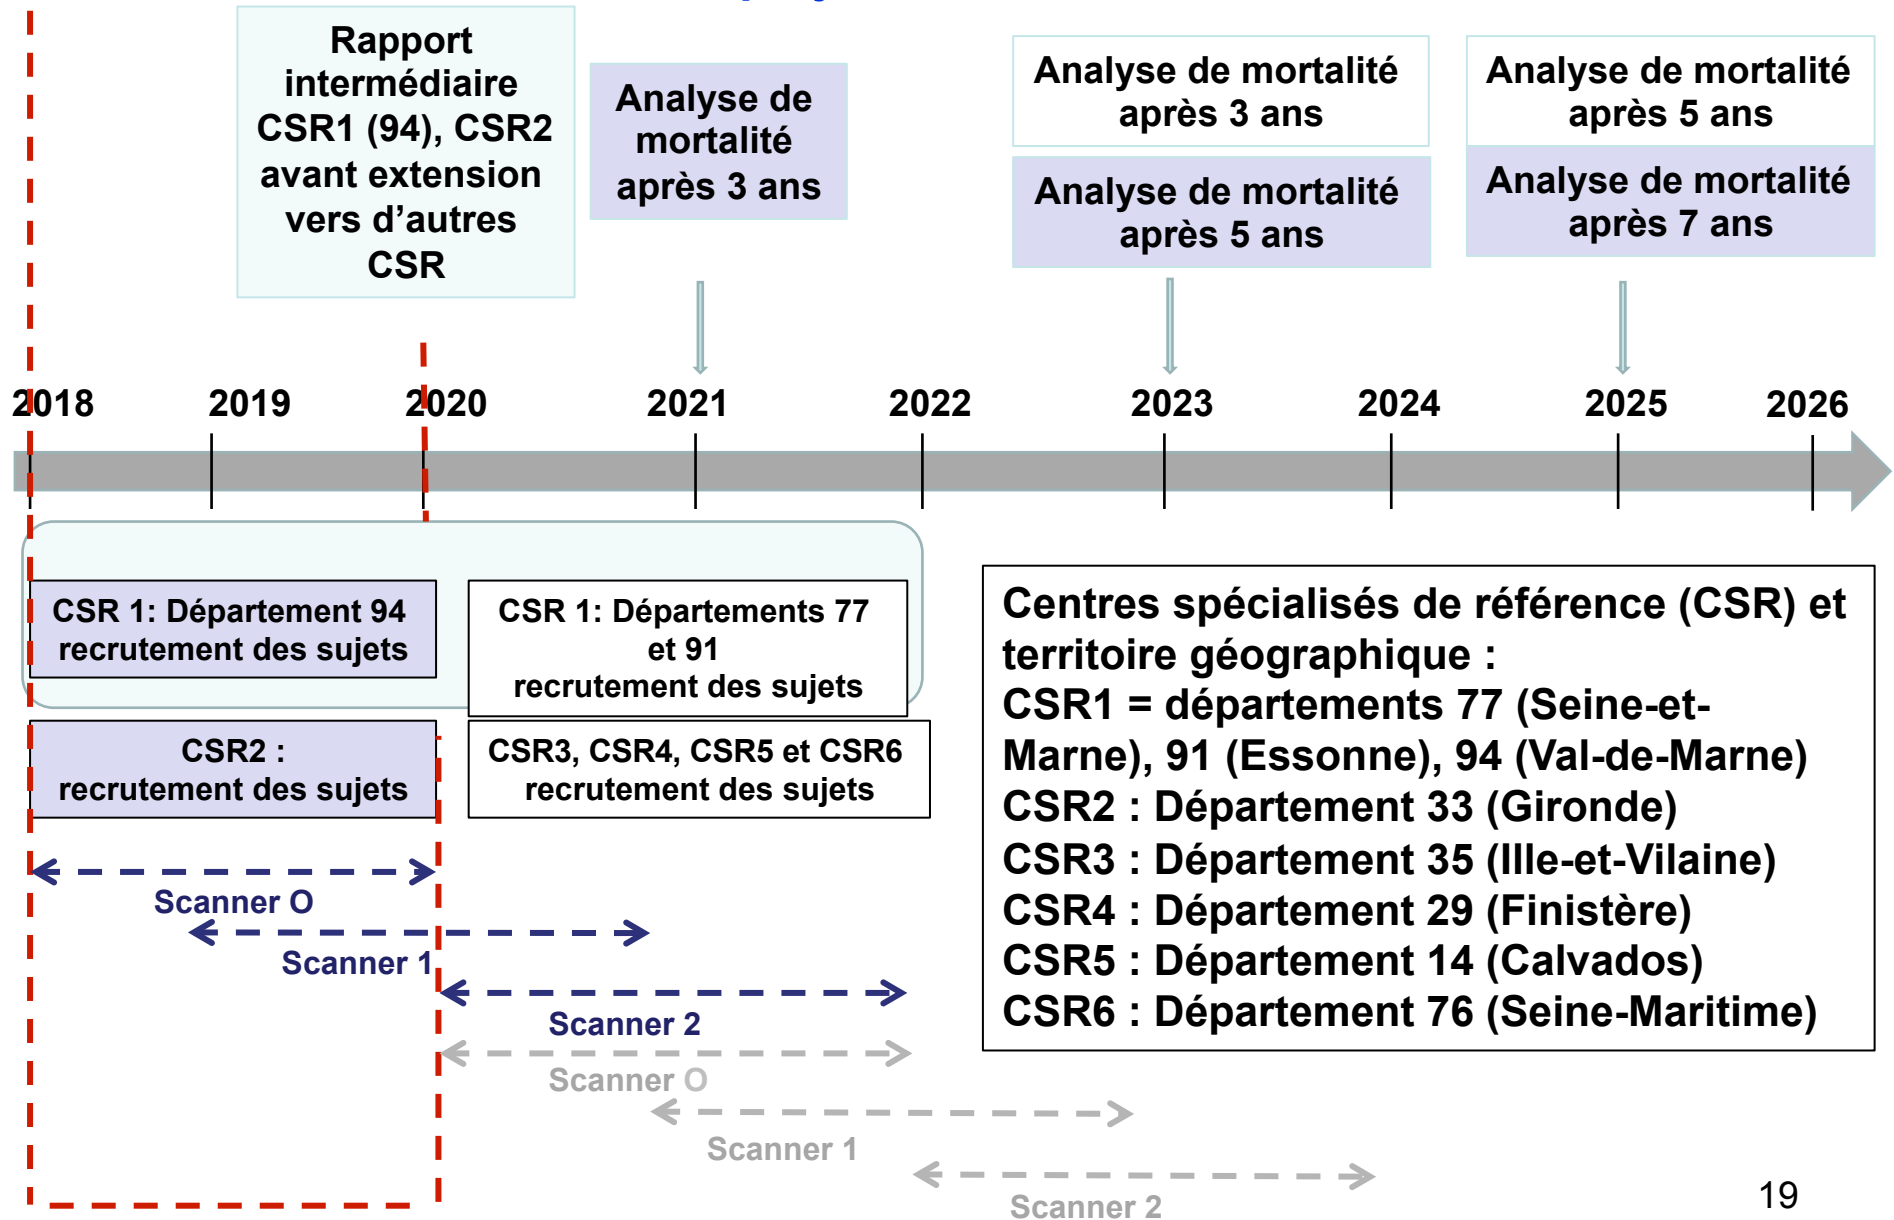 Rapport
intermédiaire
CSR1 (94), CSR2
avant extension
vers d'autres
CSR
Analyse de
mortalité
après 3 ans
Analyse de mortalité
après 3 ans
Analyse de mortalité
après 5 ans
Analyse de mortalité
après 5 ans
Analyse de mortalité
après 7 ans
2018 2019 2020 2021 2022 2023 2024 2025 2026
CSR 1: Département 94
recrutement des sujets
CSR 1: Départements 77
et 91
recrutement des sujets
CSR2 :
recrutement des sujets
CSR3, CSR4, CSR5 et CSR6
recrutement des sujets
Scanner O
Scanner 1
Scanner 2
Scanner O
Scanner 1
Scanner 2
Centres spécialisés de référence (CSR) et
territoire géographique :
CSR1 = départements 77 (Seine-et-
Marne), 91 (Essonne), 94 (Val-de-Marne)
CSR2 : Département 33 (Gironde)
CSR3 : Département 35 (Ille-et-Vilaine)
CSR4 : Département 29 (Finistère)
CSR5 : Département 14 (Calvados)
CSR6 : Département 76 (Seine-Maritime)
19